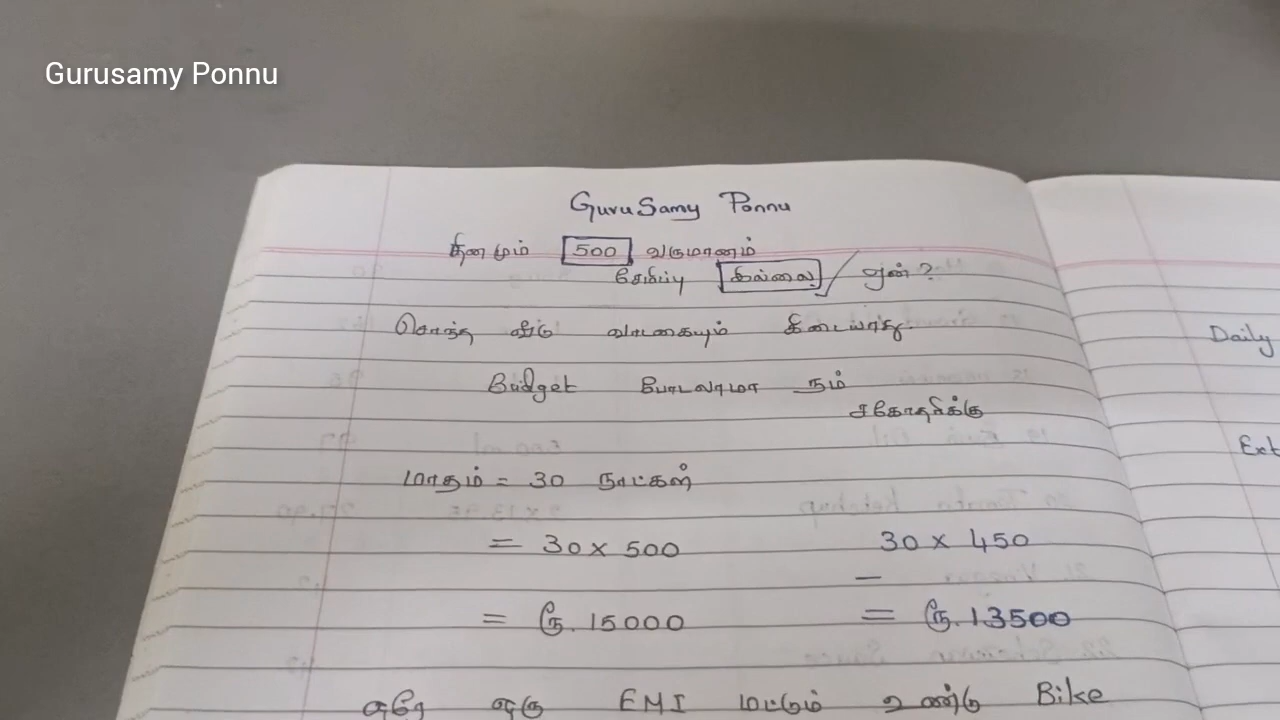 Gurusamy Ponnu
GuruSamy Ponnu
தினமும் 500 வருமானம்
சேமிப்பு இல்லை ஏன்?
சொந்த வீடு வாடகையும் கிடையாது.
Budget போடலாமா நம்
சகோதரிக்கு
மாதம் = 30 நாட்கள்
= 30 x 500
30 x 450
= ரூ. 15000
= ரூ. 13500
ஒரே ஒரு EMI மட்டும் உண்டு Bike
Daily
Ext